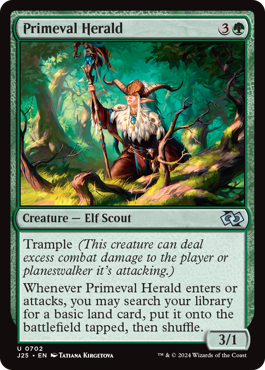 Primeval Herald 3
Creature — Elf Scout
Trample (This creature can deal
excess combat damage to the player or
planeswalker it's attacking.)
Whenever Primeval Herald enters or
attacks, you may search your library
for a basic land card, put it onto the
battlefield tapped, then shuffle.
3/1
U 0702
J25 • EN Tatiana Kirgetova
™ & © 2024 Wizards of the Coast